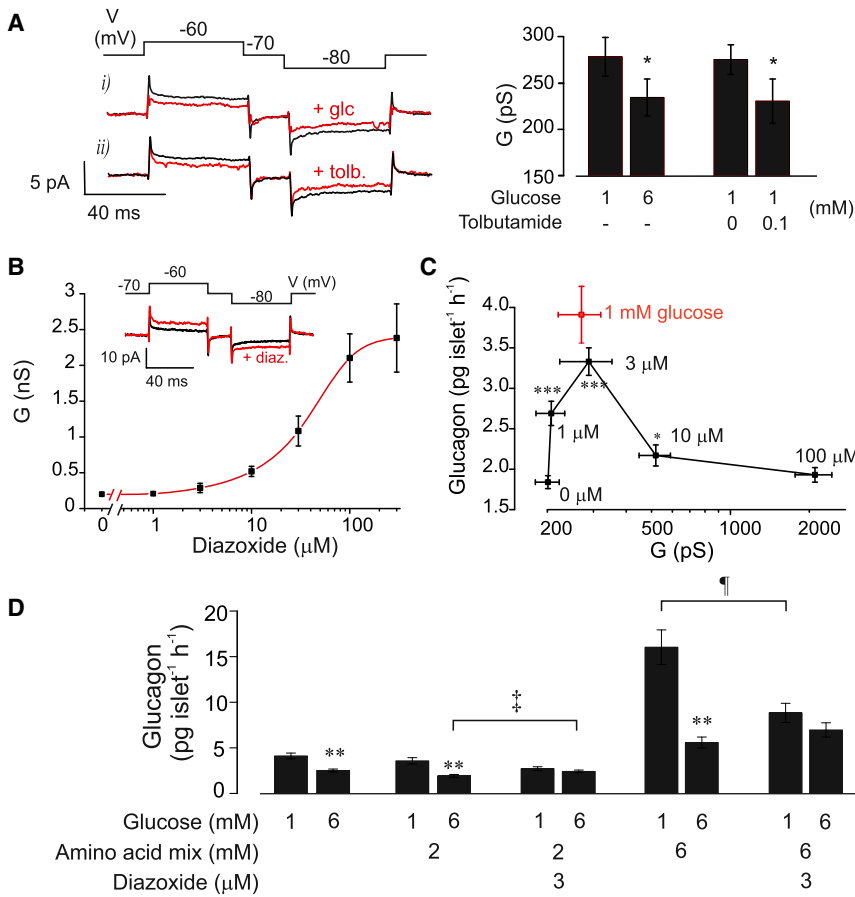 A
V
(mV)
-60
-70
-80
i)
+ glc
ii)
+ tolb.
5 pA
40 ms
G (pS)
300
250
200
150
Glucose 1 6 1 1 (mM)
Tolbutamide - - 0 0.1
* *
B
G (nS)
3
2.5
2
1.5
1
0.5
0
-70
-60
-80
V (mV)
10 pA
40 ms
+ diaz.
0 1 10 100
Diazoxide (μM)
C
Glucagon (pg islet⁻¹ h⁻¹)
4.0
3.5
3.0
2.5
2.0
1.5
1 mM glucose
3 μM
***
***
1 μM
* 10 μM
100 μM
0 μM
200 500 1000 2000
G (pS)
D
Glucagon
(pg islet⁻¹ h⁻¹)
20
15
10
5
0
** ** ‡ ** ¶
Glucose (mM) 1 6 1 6 1 6 1 6 1 6
Amino acid mix (mM) 2 2 6 6
Diazoxide (μM) 3 3